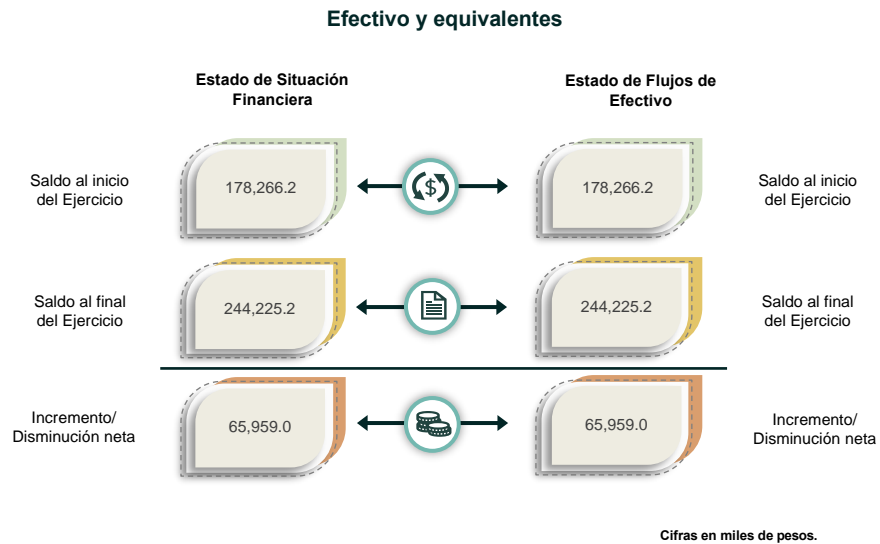 Efectivo y equivalentes
Estado de Situación
Financiera
Estado de Flujos de
Efectivo
Saldo al inicio
del Ejercicio
178,266.2
$
178,266.2
Saldo al inicio
del Ejercicio
Saldo al final
del Ejercicio
244,225.2
244,225.2
Saldo al final
del Ejercicio
Incremento/
Disminución neta
65,959.0
65,959.0
Incremento/
Disminución neta
Cifras en miles de pesos.